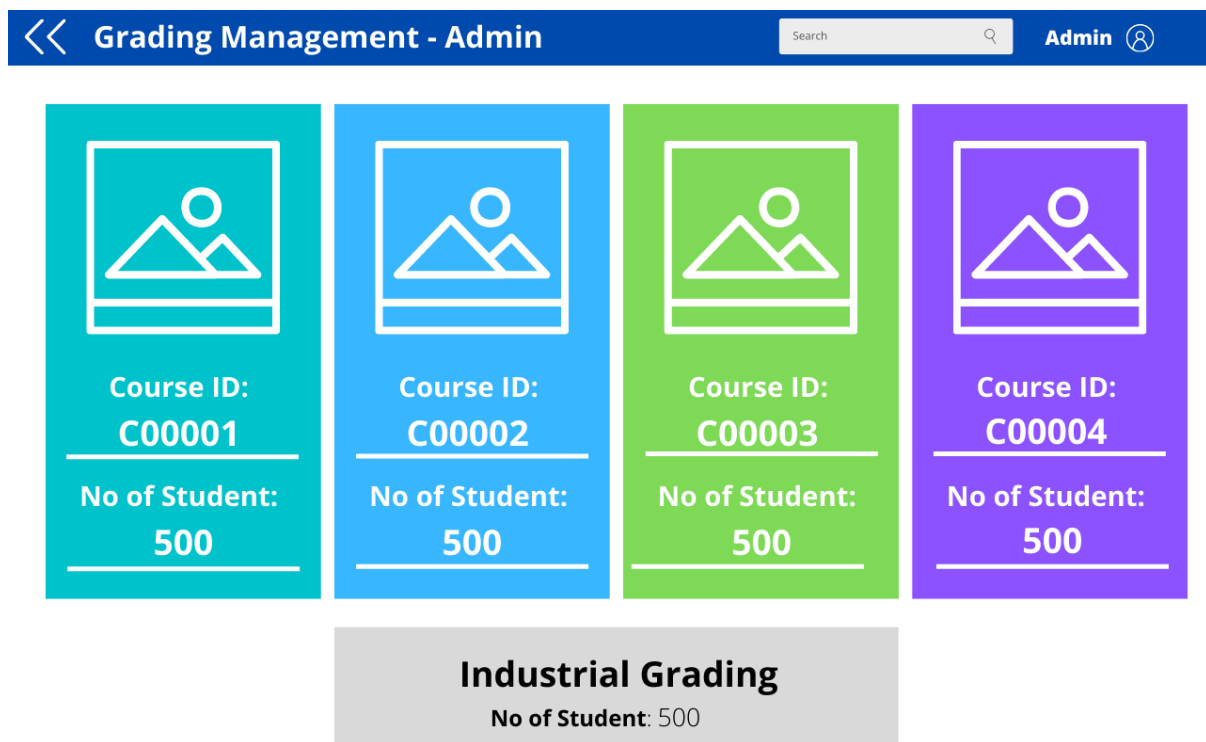 Grading Management - Admin
Search
Admin
Course ID:
C00001
No of Student:
500
Course ID:
C00002
No of Student:
500
Course ID:
C00003
No of Student:
500
Course ID:
C00004
No of Student:
500
Industrial Grading
No of Student: 500